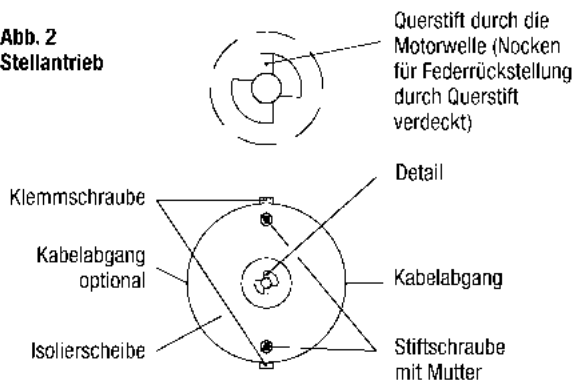 Abb. 2
Stellantrieb
Querstift durch die
Motorwelle (Nocken
für Federrückstellung
durch Querstift
verdeckt)
Detail
Klemmschraube
Kabelabgang
optional
Kabelabgang
Isolierscheibe
Stiftschraube
mit Mutter